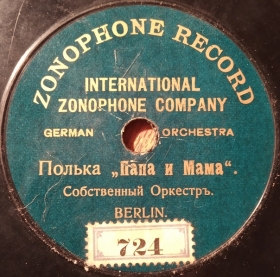 ZONOPHONE RECORD
INTERNATIONAL
ZONOPHONE COMPANY
GERMAN ORCHESTRA
Полька „Папа и Мама“.
Собственный Оркестръ.
BERLIN.
724